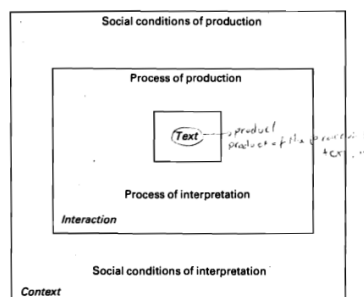 Social conditions of production
Process of production
Text product
product of the
Process of interpretation
Interaction
Social conditions of interpretation
Context